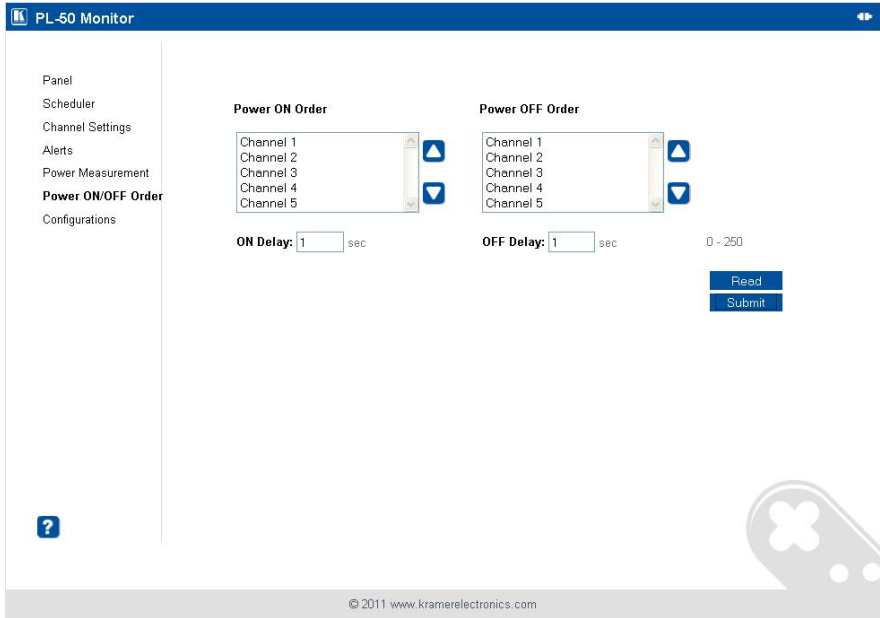 PL-50 Monitor
Panel
Scheduler
Channel Settings
Alerts
Power Measurement
Power ON/OFF Order
Configurations
Power ON Order
Channel 1
Channel 2
Channel 3
Channel 4
Channel 5
ON Delay: 1 sec
Power OFF Order
Channel 1
Channel 2
Channel 3
Channel 4
Channel 5
OFF Delay: 1 sec
0 - 250
Read
Submit
?
© 2011 www.kramerelectronics.com